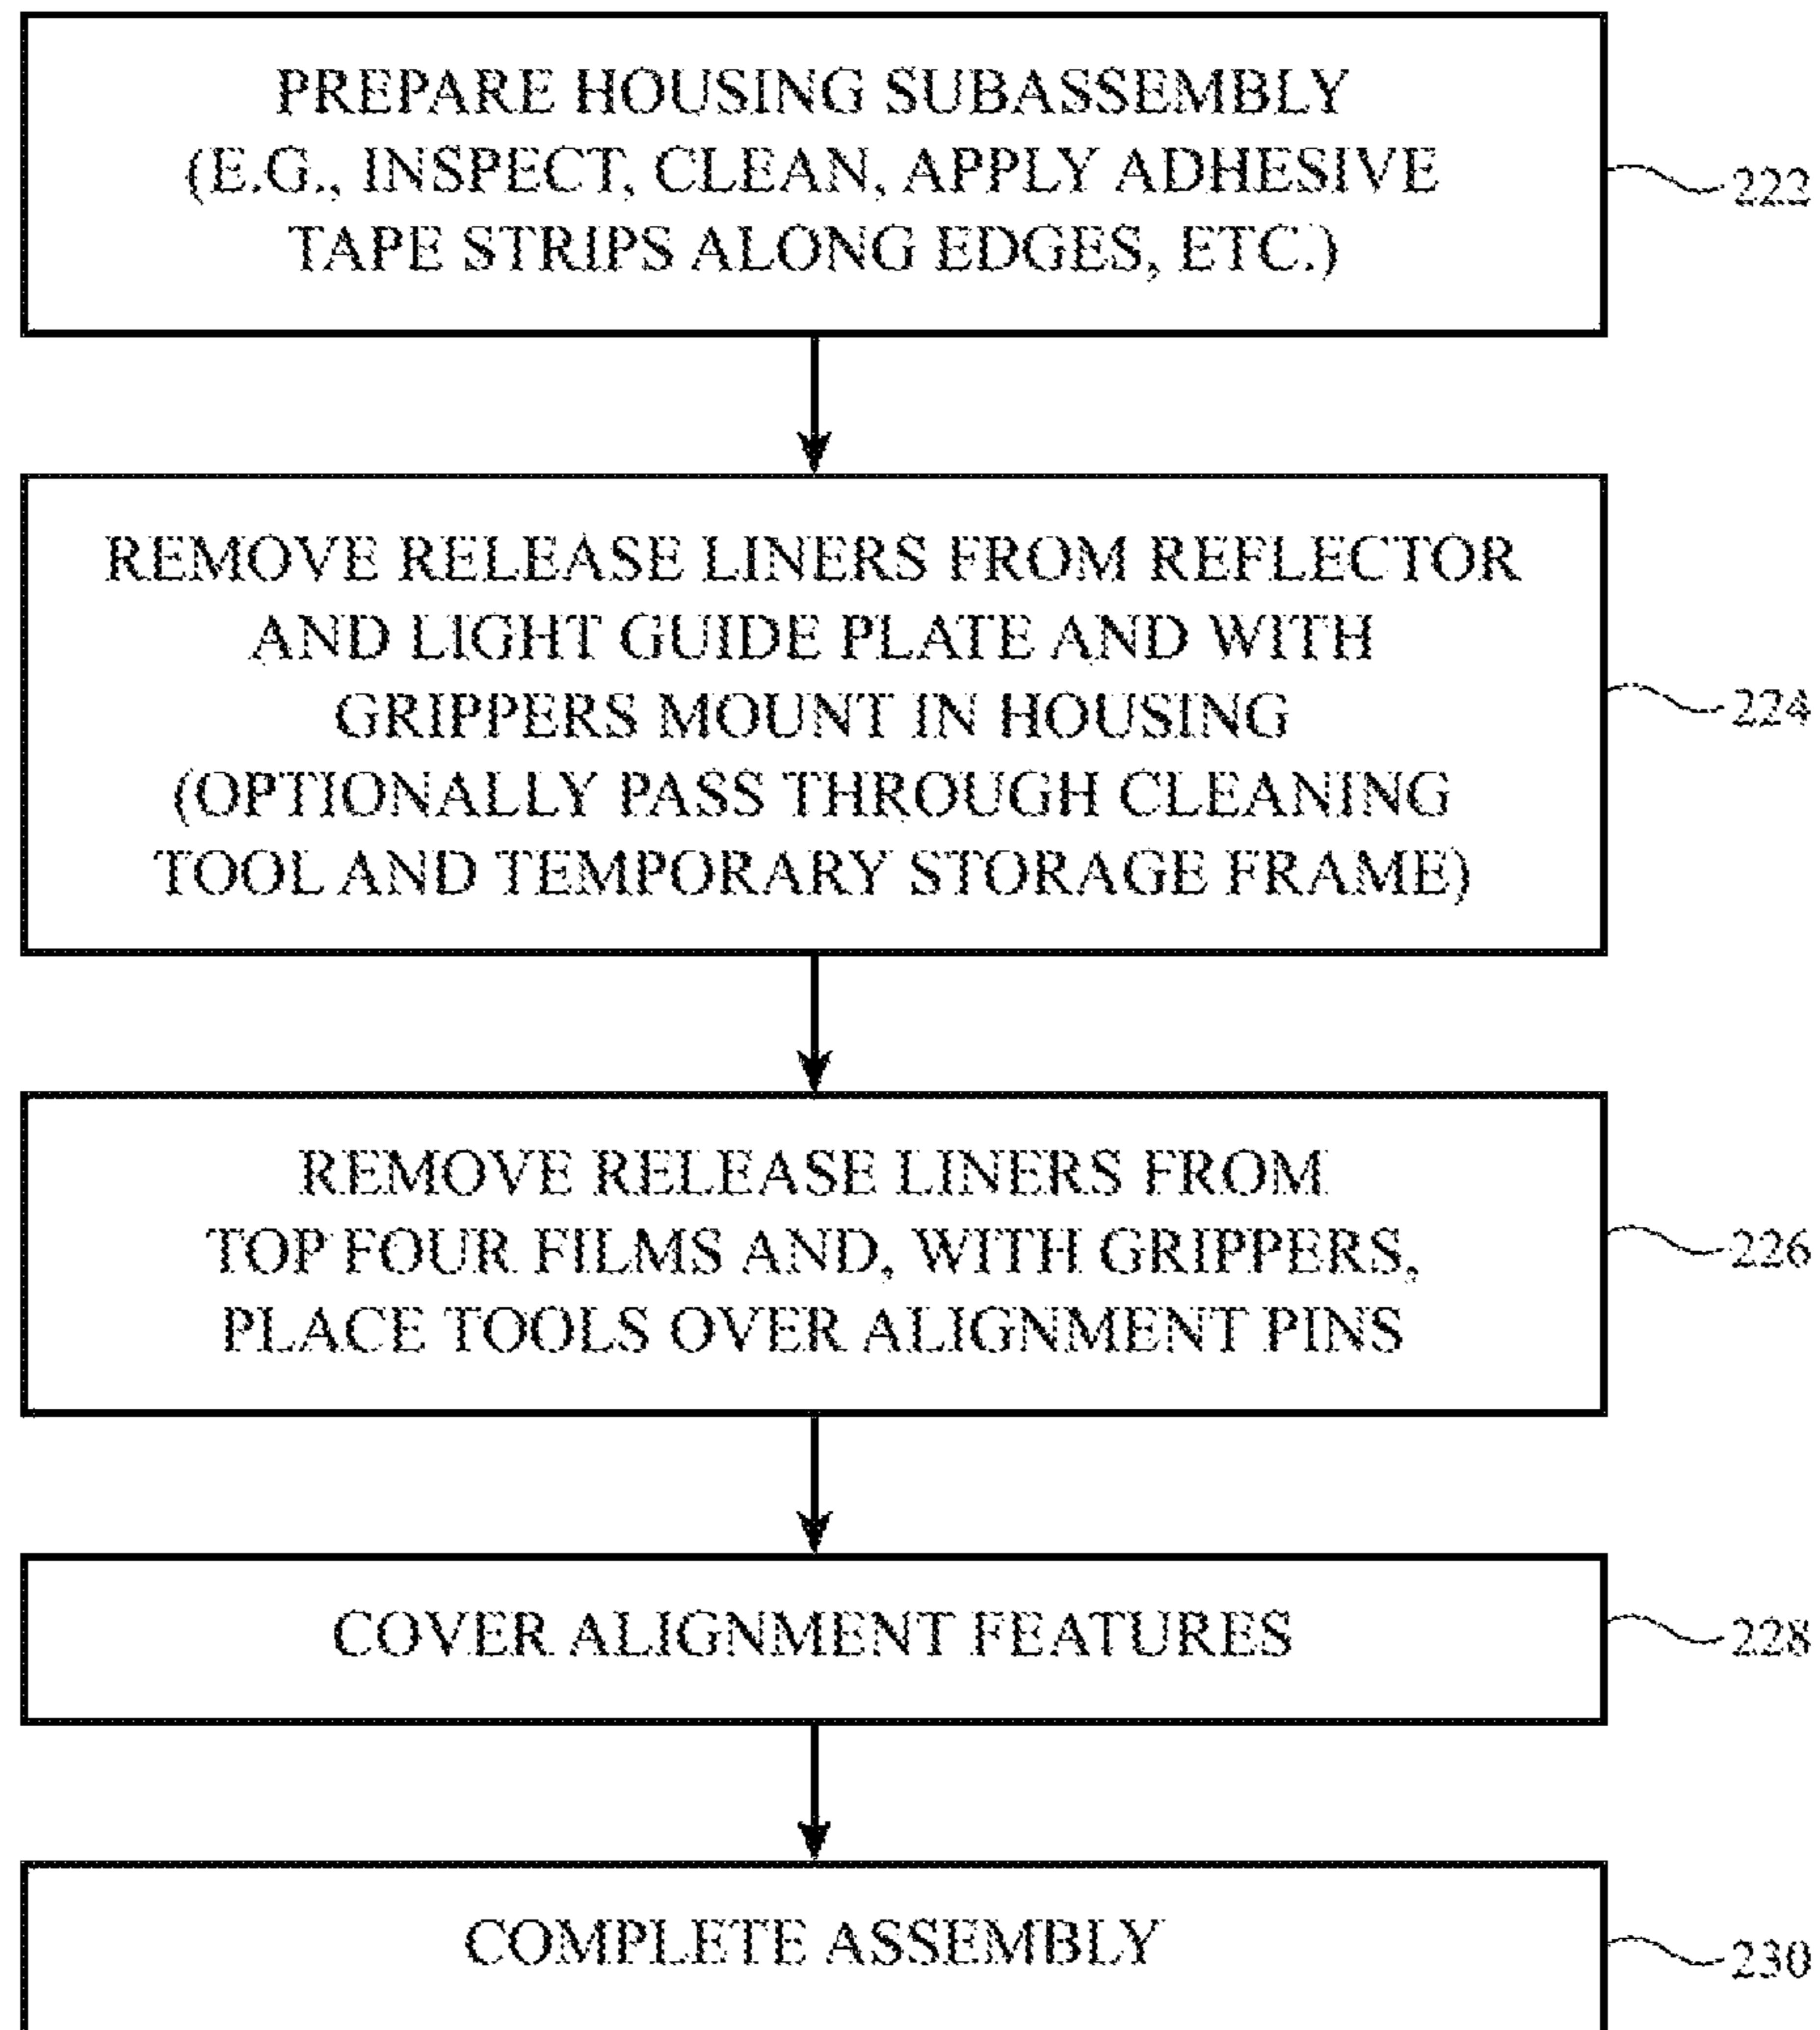 PREPARE HOUSING SUBASSEMBLY
(E.G., INSPECT, CLEAN, APPLY ADHESIVE
TAPE STRIPS ALONG EDGES, ETC.)
222
REMOVE RELEASE LINERS FROM REFLECTOR
AND LIGHT GUIDE PLATE AND WITH
GRIPPERS MOUNT IN HOUSING
(OPTIONALLY PASS THROUGH CLEANING
TOOL AND TEMPORARY STORAGE FRAME)
224
REMOVE RELEASE LINERS FROM
TOP FOUR FILMS AND, WITH GRIPPERS,
PLACE TOOLS OVER ALIGNMENT PINS
226
COVER ALIGNMENT FEATURES
228
COMPLETE ASSEMBLY
230